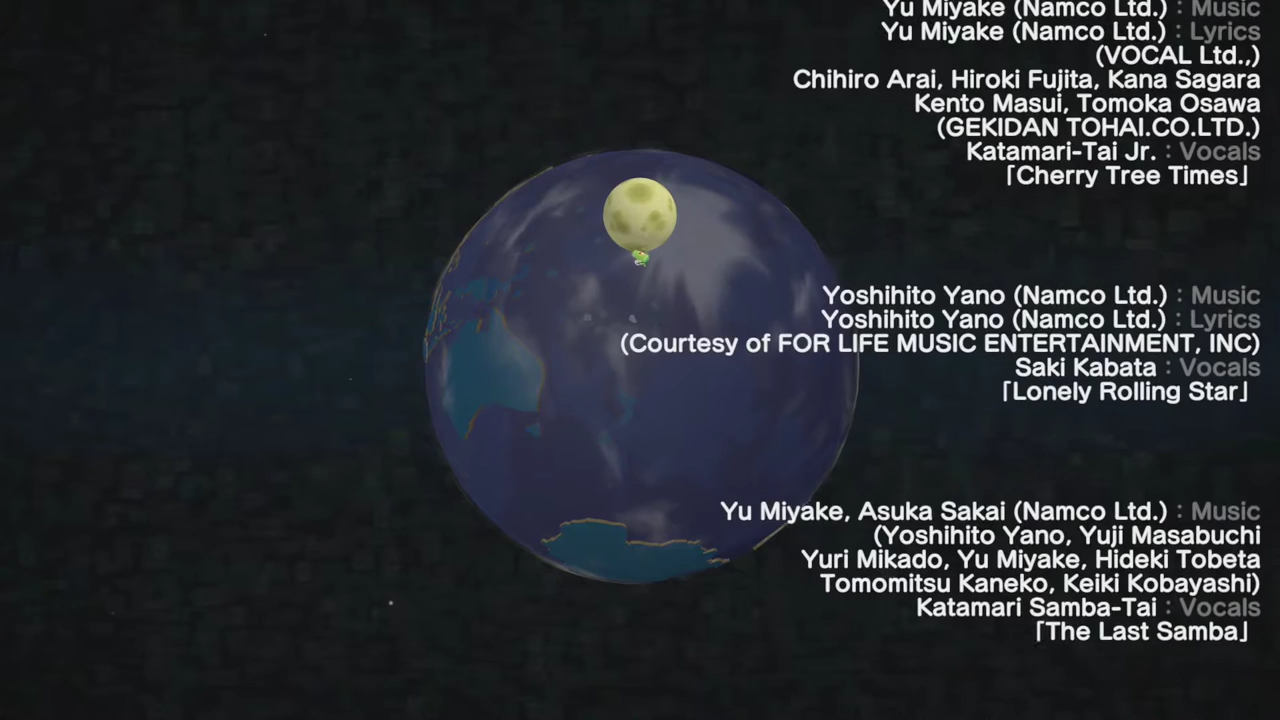 Yu Miyake (Namco Ltd.) : Music
Yu Miyake (Namco Ltd.) : Lyrics
(VOCAL Ltd.,)
Chihiro Arai, Hiroki Fujita, Kana Sagara
Kento Masui, Tomoka Osawa
(GEKIDAN TOHAI.CO.LTD.)
Katamari-Tai Jr. : Vocals
「Cherry Tree Times」
Yoshihito Yano (Namco Ltd.) : Music
Yoshihito Yano (Namco Ltd.) : Lyrics
(Courtesy of FOR LIFE MUSIC ENTERTAINMENT, INC)
Saki Kabata : Vocals
「Lonely Rolling Star」
Yu Miyake, Asuka Sakai (Namco Ltd.) : Music
(Yoshihito Yano, Yuji Masabuchi
Yuri Mikado, Yu Miyake, Hideki Tobeta
Tomomitsu Kaneko, Keiki Kobayashi)
Katamari Samba-Tai : Vocals
「The Last Samba」